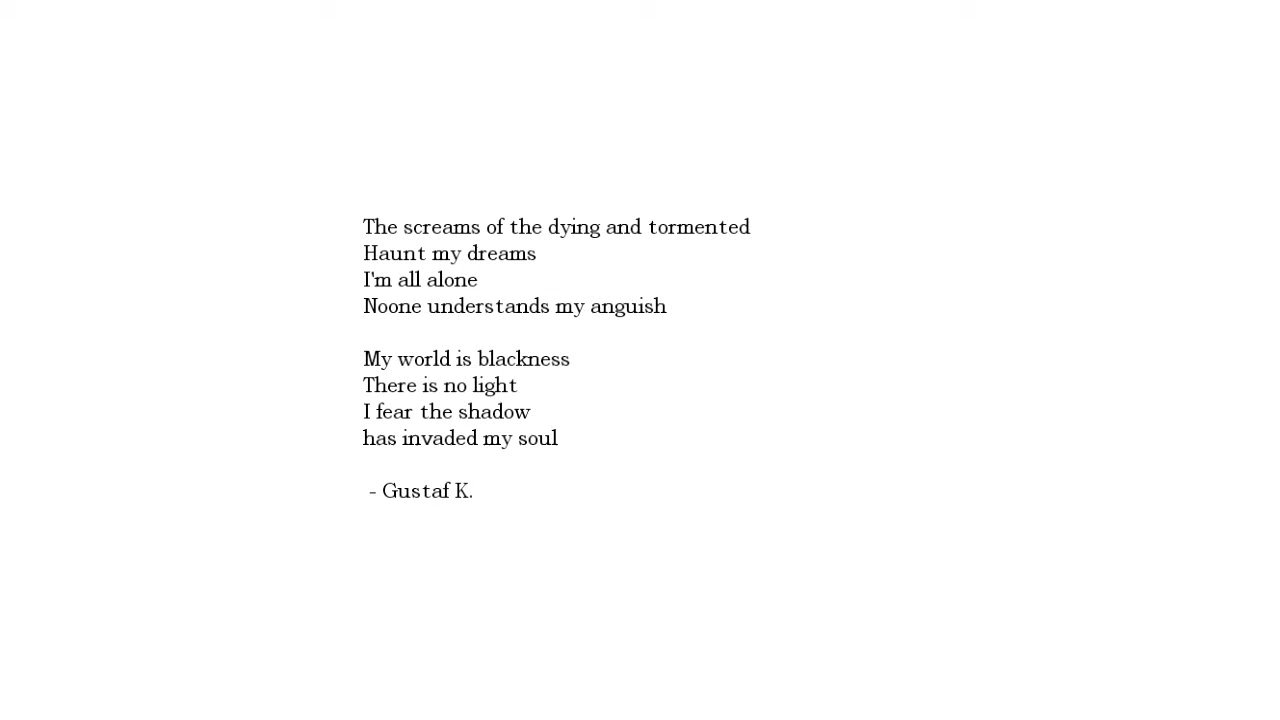 The screams of the dying and tormented
Haunt my dreams
I'm all alone
Noone understands my anguish
My world is blackness
There is no light
I fear the shadow
has invaded my soul
- Gustaf K.